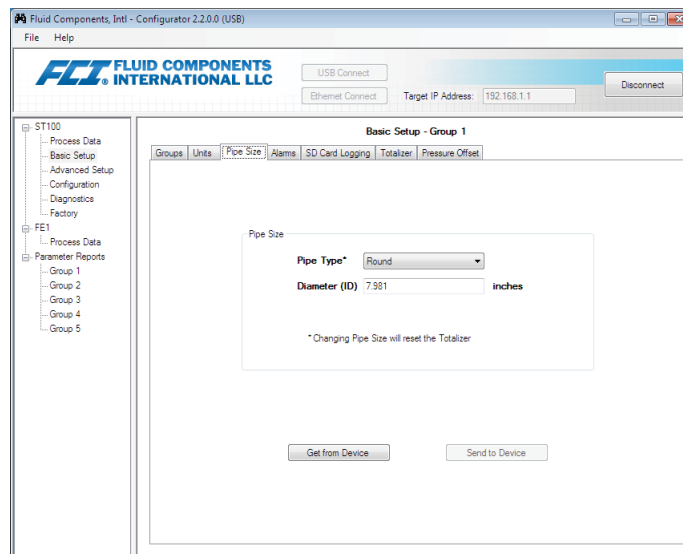 Fluid Components, Intl - Configurator 2.2.0.0 (USB)
File Help
FCI. FLUID COMPONENTS
INTERNATIONAL LLC
USB Connect
Ethernet Connect Target IP Address: 192.168.1.1
Disconnect
ST100
Process Data
Basic Setup
Advanced Setup
Configuration
Diagnostics
Factory
FE1
Process Data
Parameter Reports
Group 1
Group 2
Group 3
Group 4
Group 5
Basic Setup - Group 1
Groups Units Pipe Size Alarms SD Card Logging Totalizer Pressure Offset
Pipe Size
Pipe Type* Round
Diameter (ID) 7.981 inches
* Changing Pipe Size will reset the Totalizer
Get from Device Send to Device